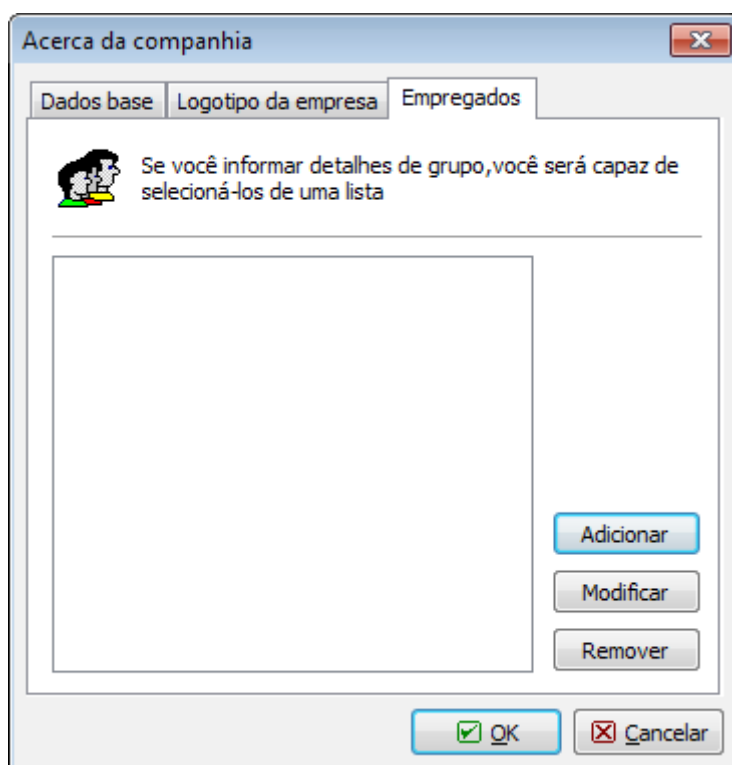 Acerca da companhia
Dados base Logotipo da empresa Empregados
Se você informar detalhes de grupo,você será capaz de
selecioná-los de uma lista
Adicionar
Modificar
Remover
OK Cancelar